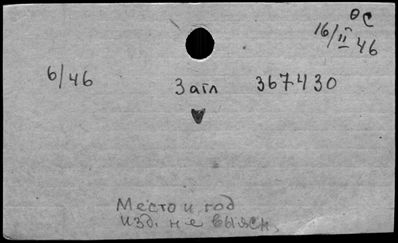 ОС
16/II 46
6/46 Загл 367430
Место и год
изд. не выясн.